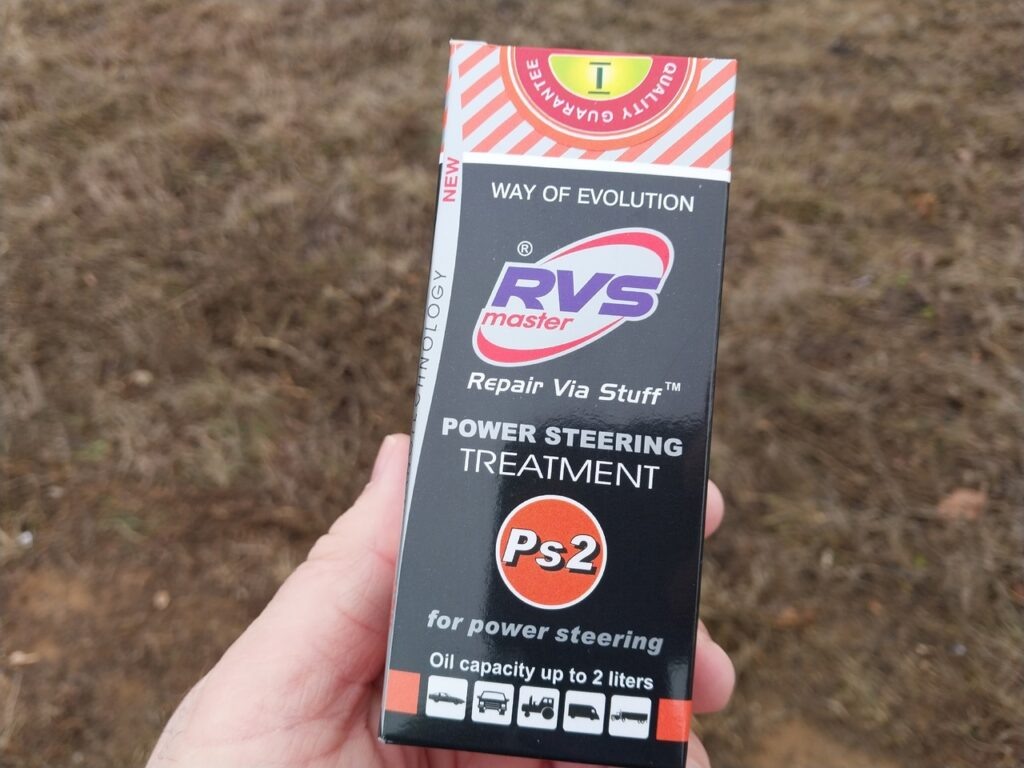 QUALITY GUARANTEE
I
NEW
WAY OF EVOLUTION
®
RVS
master
Repair Via Stuff™
POWER STEERING
TREATMENT
Ps2
for power steering
Oil capacity up to 2 liters